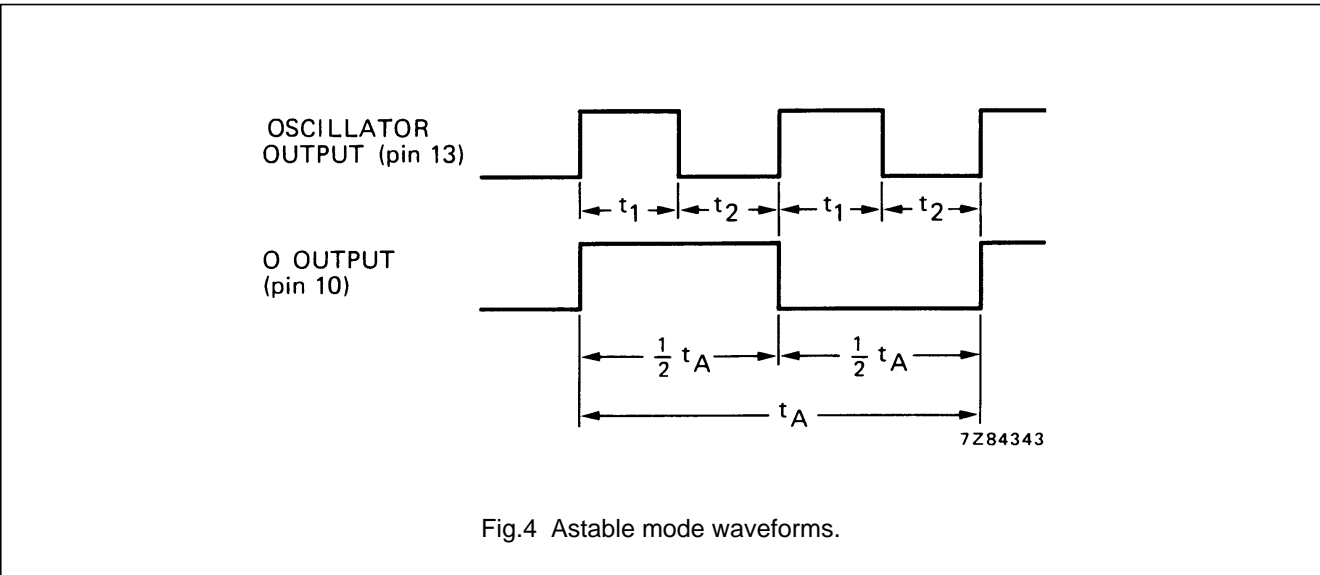 OSCILLATOR
OUTPUT (pin 13)
t1 t2 t1 t2
O OUTPUT
(pin 10)
1/2 tA 1/2 tA
tA
7Z84343
Fig.4 Astable mode waveforms.